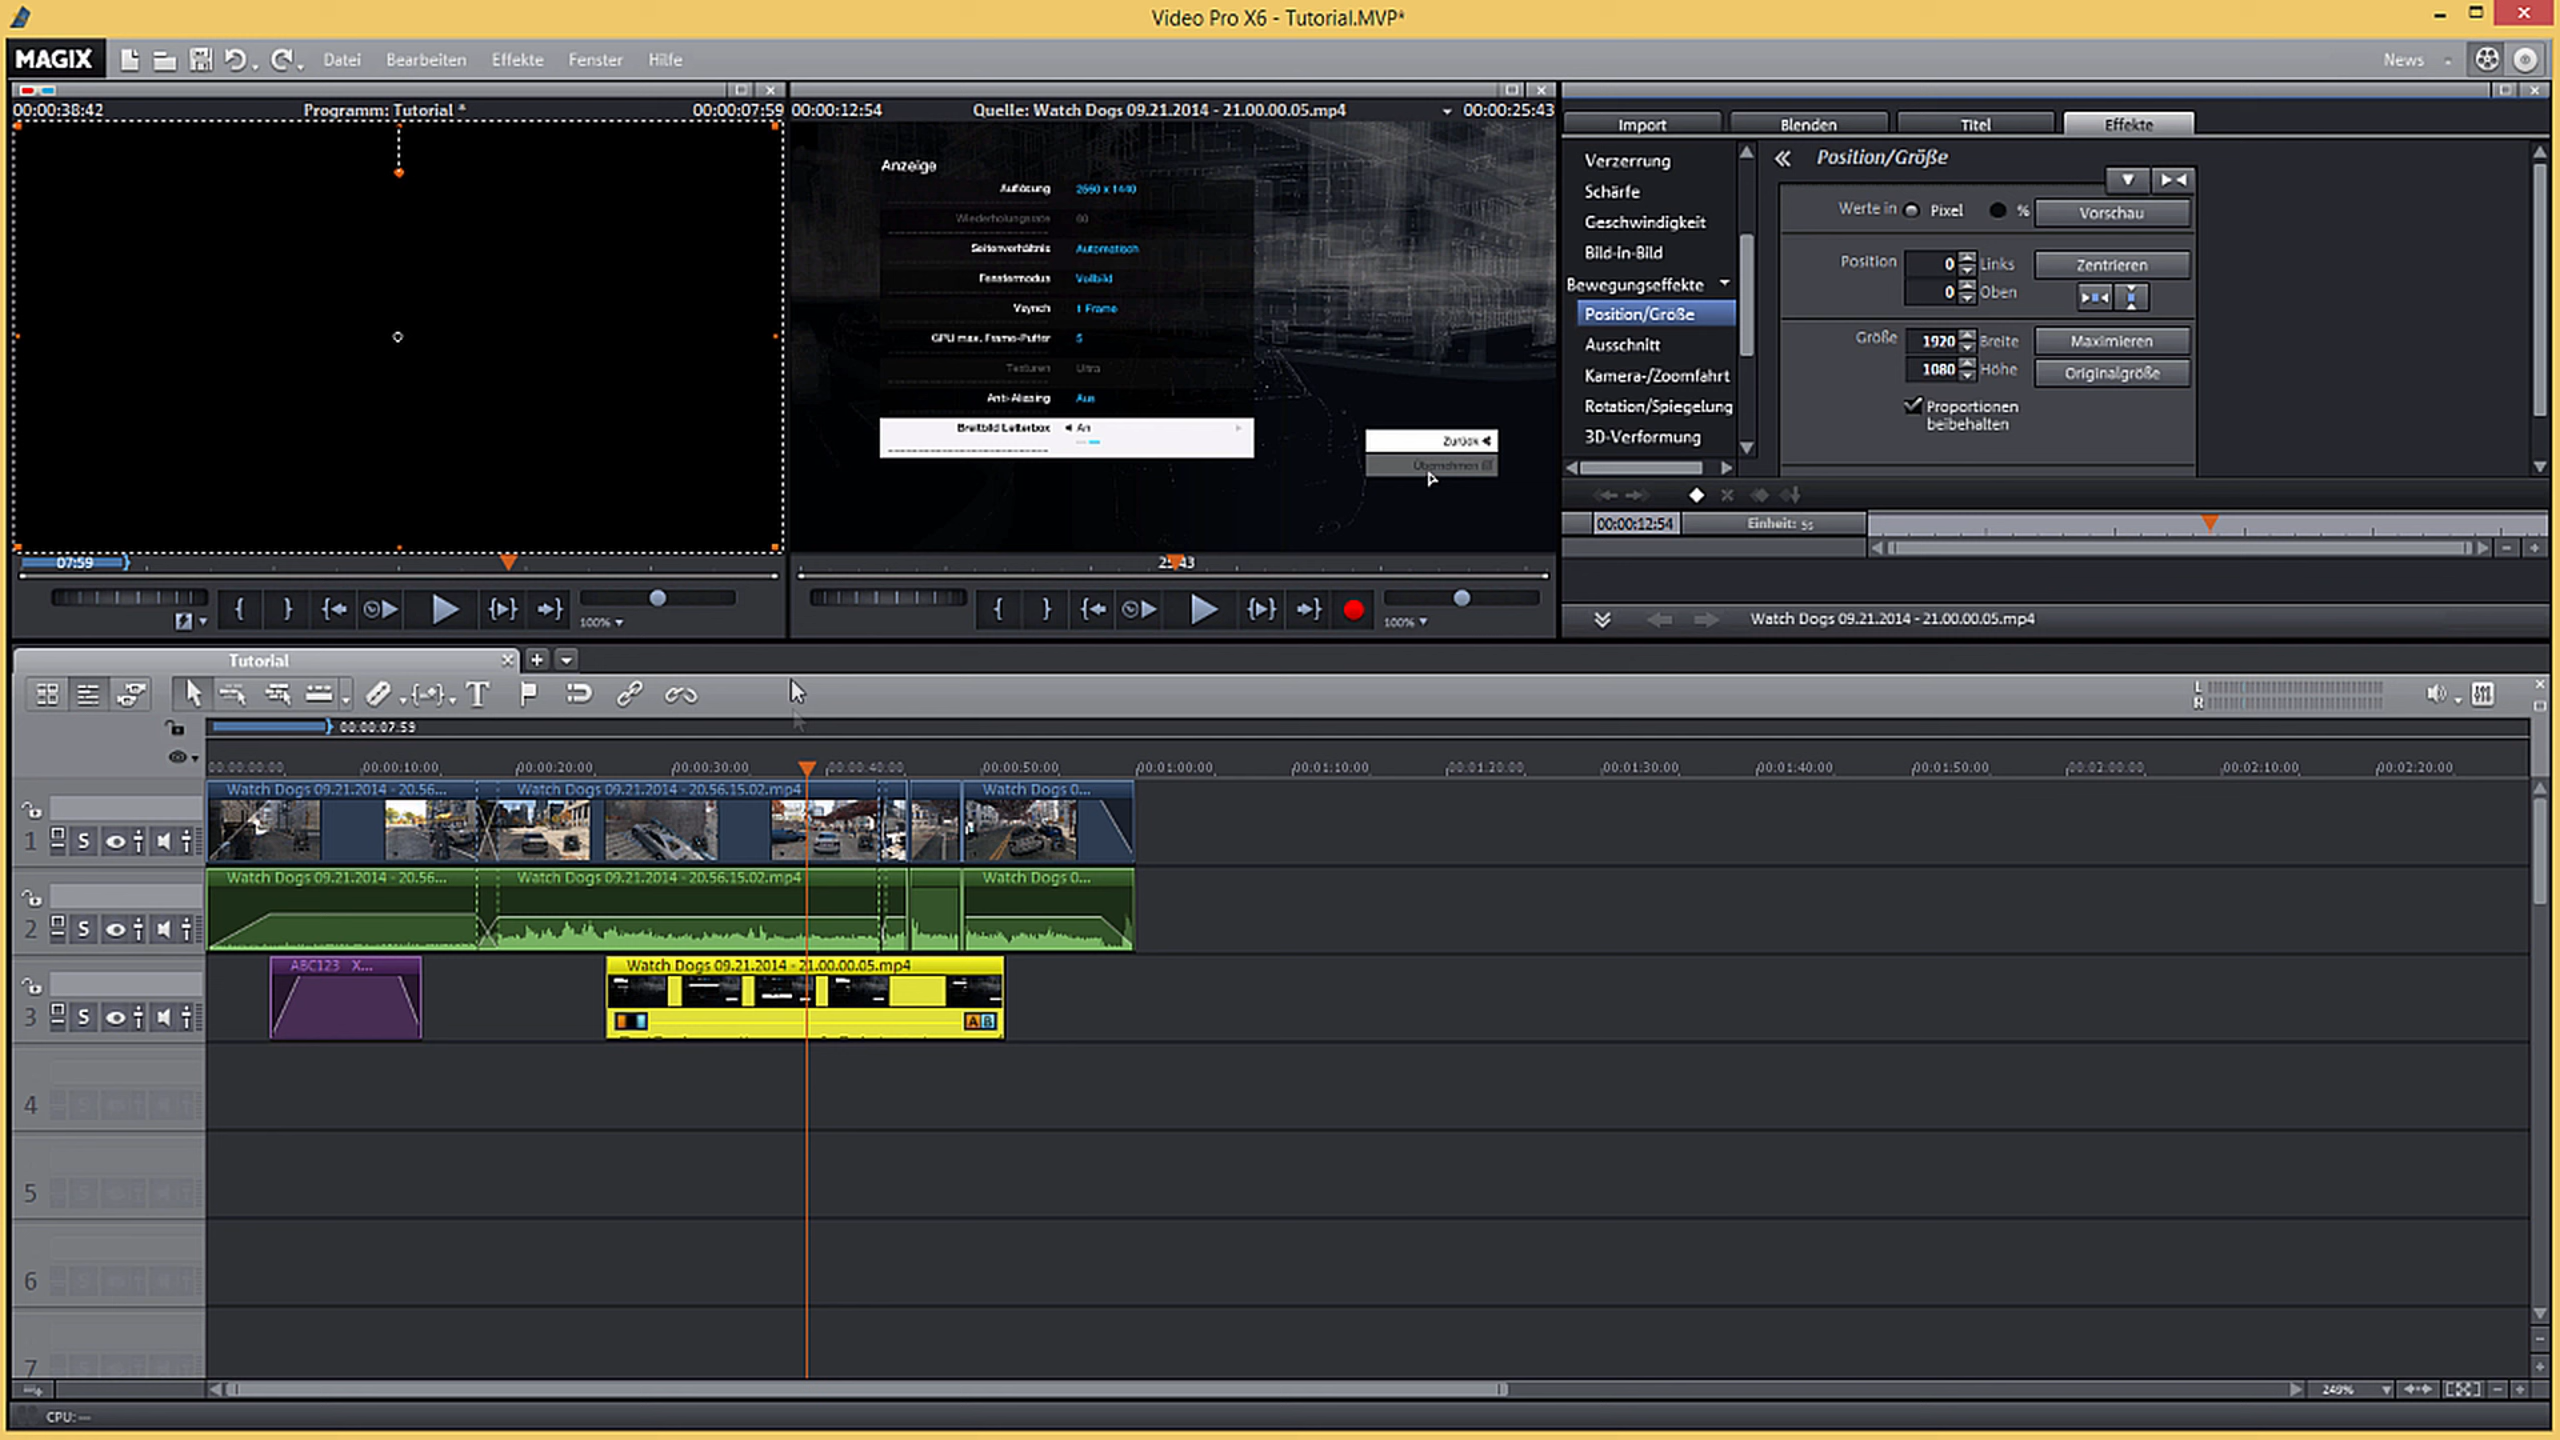 Video Pro X6 - Tutorial.MVP*
MAGIX Datei Bearbeiten Effekte Fenster Hilfe News
00:00:38:42 Programm: Tutorial * 00:00:07:59
00:00:12:54 Quelle: Watch Dogs 09.21.2014 - 21.00.00.05.mp4 00:00:25:43
Anzeige
Auflösung 2560 x 1440
Wiederholungsrate 60
Seitenverhältnis Automatisch
Fenstermodus Vollbild
Vsynch 1 Frame
GPU max. Frame-Puffer 5
Texturen Ultra
Anti-Aliasing Aus
Breitbild Letterbox An
Zurück
Übernehmen
Import Blenden Titel Effekte
Verzerrung
Schärfe
Geschwindigkeit
Bild-in-Bild
Bewegungseffekte
Position/Größe
Ausschnitt
Kamera-/Zoomfahrt
Rotation/Spiegelung
3D-Verformung
Position/Größe
Werte in Pixel % Vorschau
Position 0 Links Zentrieren
0 Oben
Größe 1920 Breite Maximieren
1080 Höhe Originalgröße
Proportionen
beibehalten
00:00:12:54 Einheit: 5s
07:59
100%
100%
Watch Dogs 09.21.2014 - 21.00.00.05.mp4
Tutorial
L
R
00:00:07:59
00:00:00:00 00:00:10:00 00:00:20:00 00:00:30:00 00:00:40:00 00:00:50:00 00:01:00:00 00:01:10:00 00:01:20:00 00:01:30:00 00:01:40:00 00:01:50:00 00:02:00:00 00:02:10:00 00:02:20:00
Watch Dogs 09.21.2014 - 20.56... Watch Dogs 09.21.2014 - 20.56.15.02.mp4 Watch Dogs 0...
1 S
Watch Dogs 09.21.2014 - 20.56... Watch Dogs 09.21.2014 - 20.56.15.02.mp4 Watch Dogs 0...
2 S
ABC123 X... Watch Dogs 09.21.2014 - 21.00.00.05.mp4
3 S
A B
4 S
5 S
6 S
7
249%
CPU: —